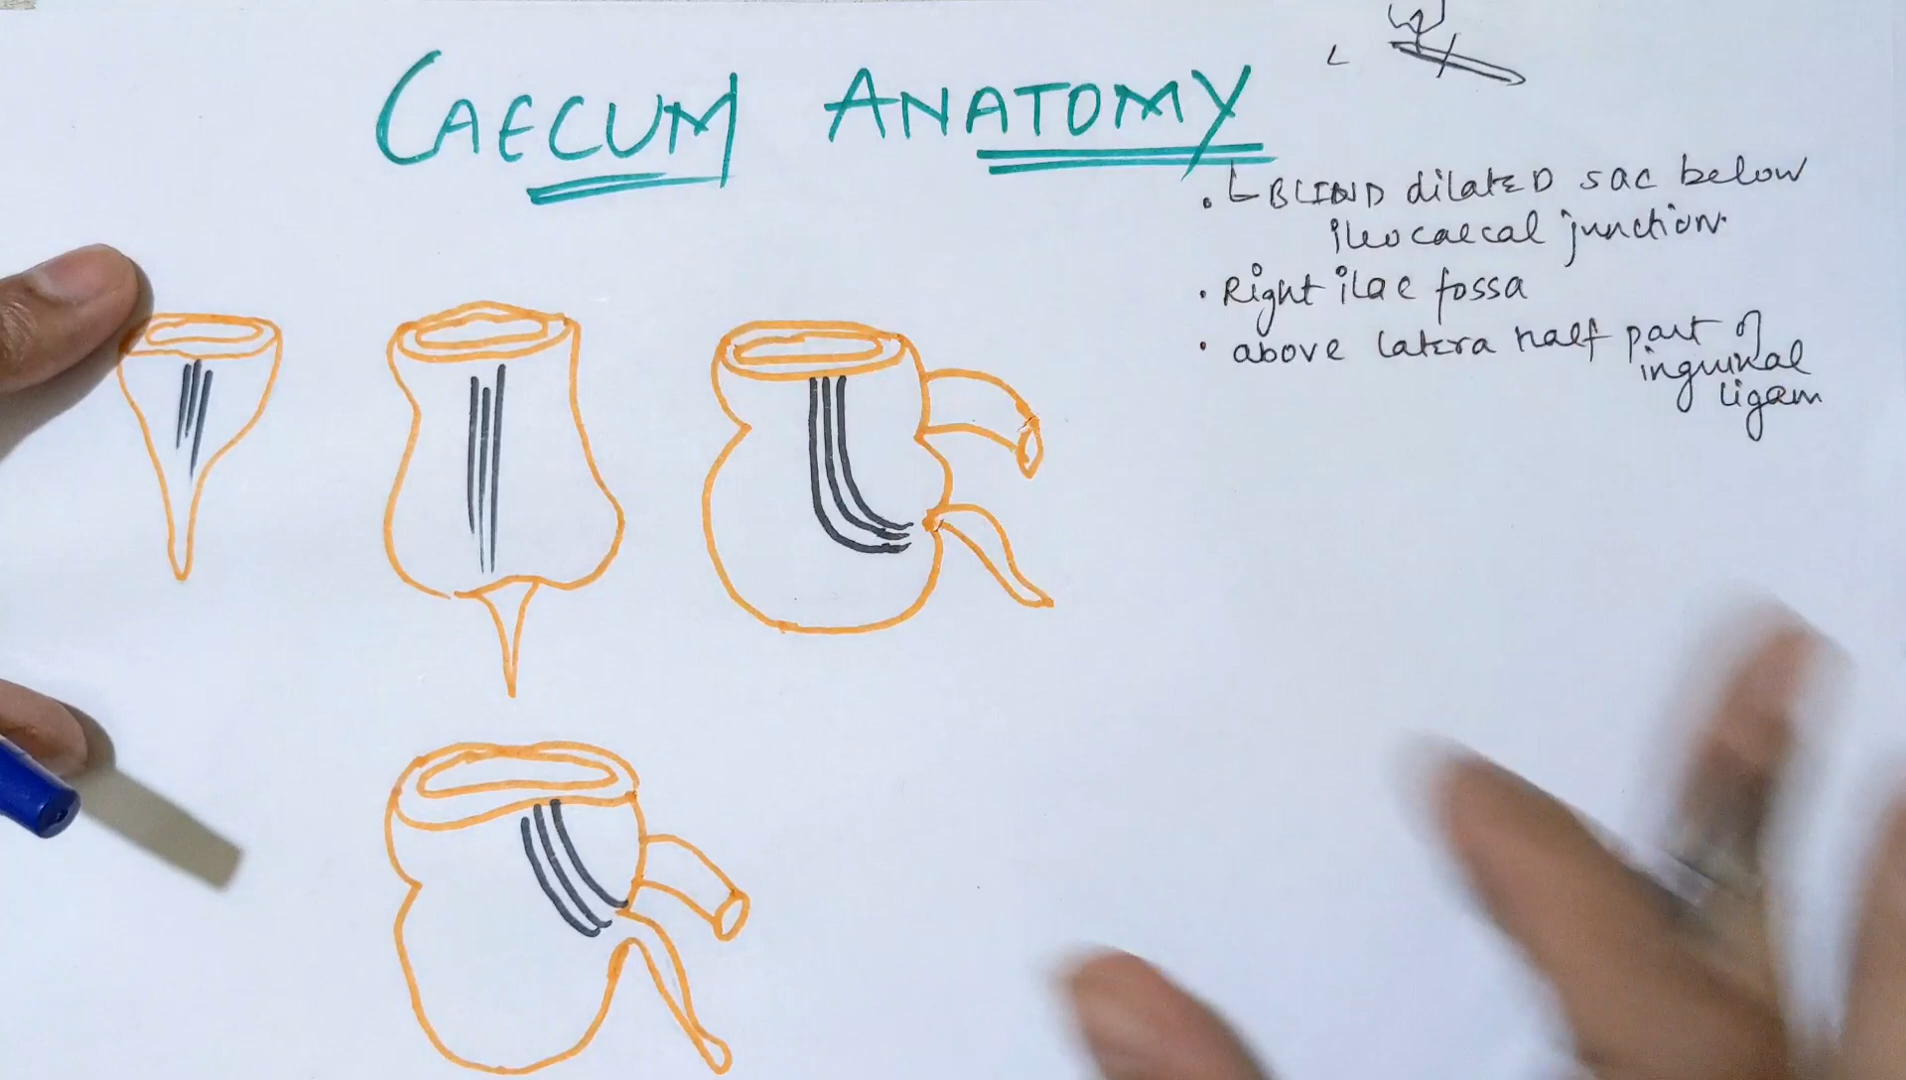 CAECUM ANATOMY
L
. BLIND dilateD sac below
ileocaecal junction.
. Right iliac fossa
. above latera half part of
inguinal
ligam